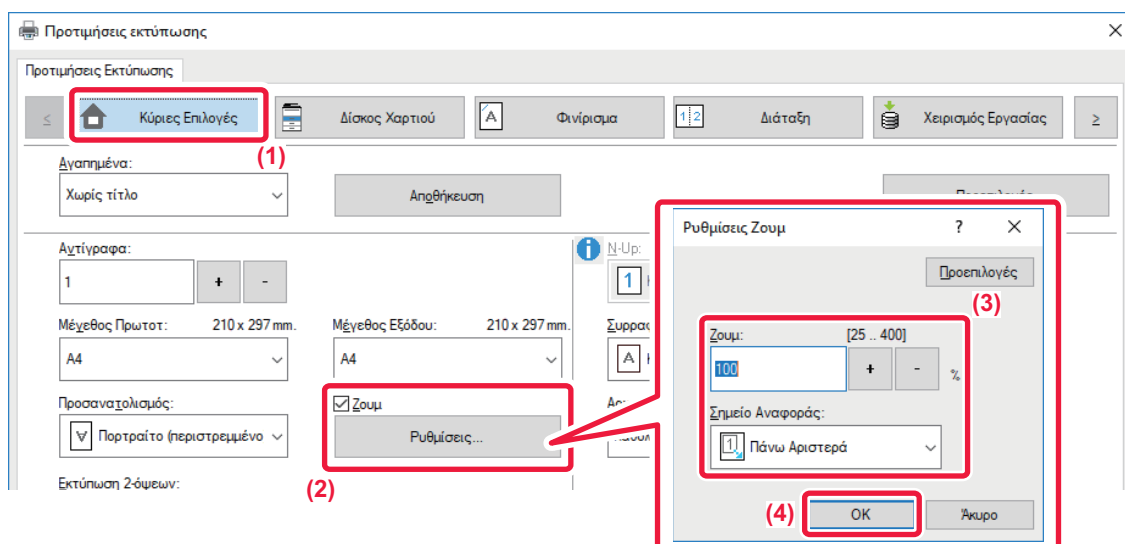 Προτιμήσεις εκτύπωσης
Προτιμήσεις Εκτύπωσης
< Κύριες Επιλογές Δίσκος Χαρτιού Φινίρισμα Διάταξη Χειρισμός Εργασίας >
(1)
Αγαπημένα:
Χωρίς τίτλο Αποθήκευση
Αντίγραφα: N-Up:
1 + - 1
Μέγεθος Πρωτοτ: 210 x 297 mm. Μέγεθος Εξόδου: 210 x 297 mm.
A4 A4
Προσανατολισμός: Ζουμ
Πορτραίτο (περιστρεμμένο Ρυθμίσεις...
(2)
Εκτύπωση 2-όψεων:
Ρυθμίσεις Ζουμ ?
Προεπιλογές
(3)
Ζουμ: [25 .. 400]
100 + - %
Σημείο Αναφοράς:
1 Πάνω Αριστερά
(4) OK Άκυρο